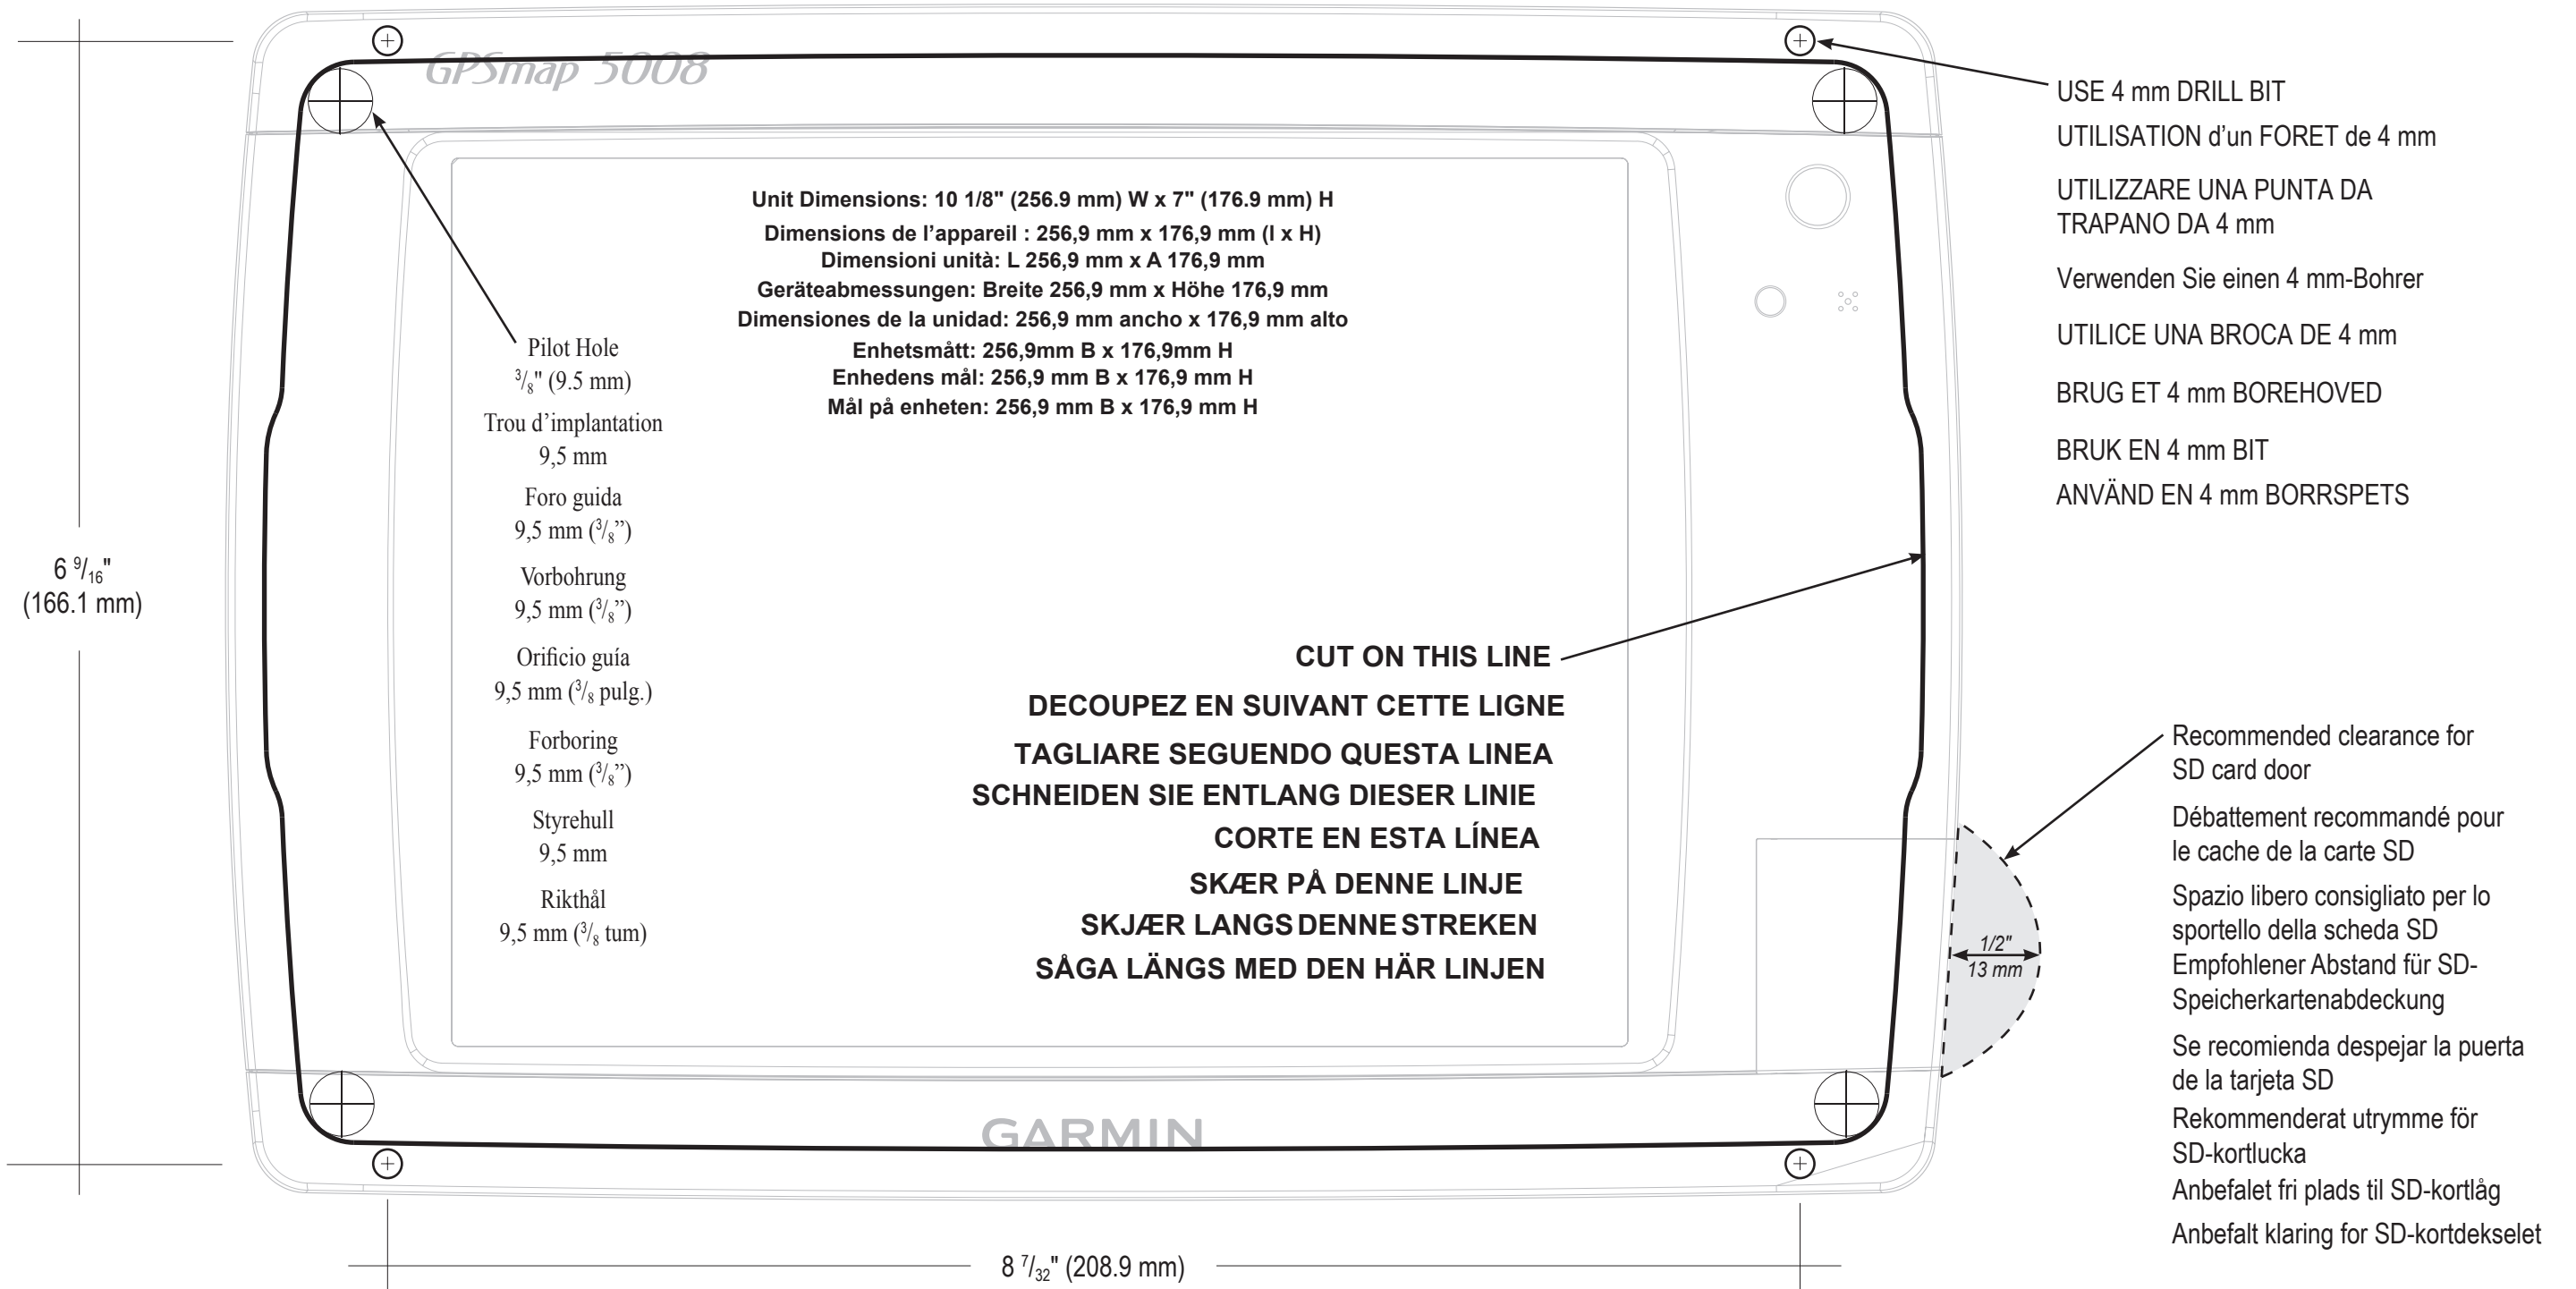 GPSmap 5008
Unit Dimensions: 10 1/8" (256.9 mm) W x 7" (176.9 mm) H
Dimensions de l’appareil : 256,9 mm x 176,9 mm (l x H)
Dimensioni unità: L 256,9 mm x A 176,9 mm
Geräteabmessungen: Breite 256,9 mm x Höhe 176,9 mm
Dimensiones de la unidad: 256,9 mm ancho x 176,9 mm alto
Enhetsmått: 256,9mm B x 176,9mm H
Enhedens mål: 256,9 mm B x 176,9 mm H
Mål på enheten: 256,9 mm B x 176,9 mm H
Pilot Hole
3/8" (9.5 mm)
Trou d’implantation
9,5 mm
Foro guida
9,5 mm (3/8”)
Vorbohrung
9,5 mm (3/8”)
Orificio guía
9,5 mm (3/8 pulg.)
Forboring
9,5 mm (3/8”)
Styrehull
9,5 mm
Rikthål
9,5 mm (3/8 tum)
CUT ON THIS LINE
DECOUPEZ EN SUIVANT CETTE LIGNE
TAGLIARE SEGUENDO QUESTA LINEA
SCHNEIDEN SIE ENTLANG DIESER LINIE
CORTE EN ESTA LÍNEA
SKÆR PÅ DENNE LINJE
SKJÆR LANGS DENNE STREKEN
SÅGA LÄNGS MED DEN HÄR LINJEN
GARMIN
6 9/16"
(166.1 mm)
8 7/32" (208.9 mm)
USE 4 mm DRILL BIT
UTILISATION d’un FORET de 4 mm
UTILIZZARE UNA PUNTA DA
TRAPANO DA 4 mm
Verwenden Sie einen 4 mm-Bohrer
UTILICE UNA BROCA DE 4 mm
BRUG ET 4 mm BOREHOVED
BRUK EN 4 mm BIT
ANVÄND EN 4 mm BORRSPETS
Recommended clearance for
SD card door
Débattement recommandé pour
le cache de la carte SD
Spazio libero consigliato per lo
sportello della scheda SD
Empfohlener Abstand für SD-
Speicherkartenabdeckung
Se recomienda despejar la puerta
de la tarjeta SD
Rekommenderat utrymme för
SD-kortlucka
Anbefalet fri plads til SD-kortlåg
Anbefalt klaring for SD-kortdekselet
1/2"
13 mm